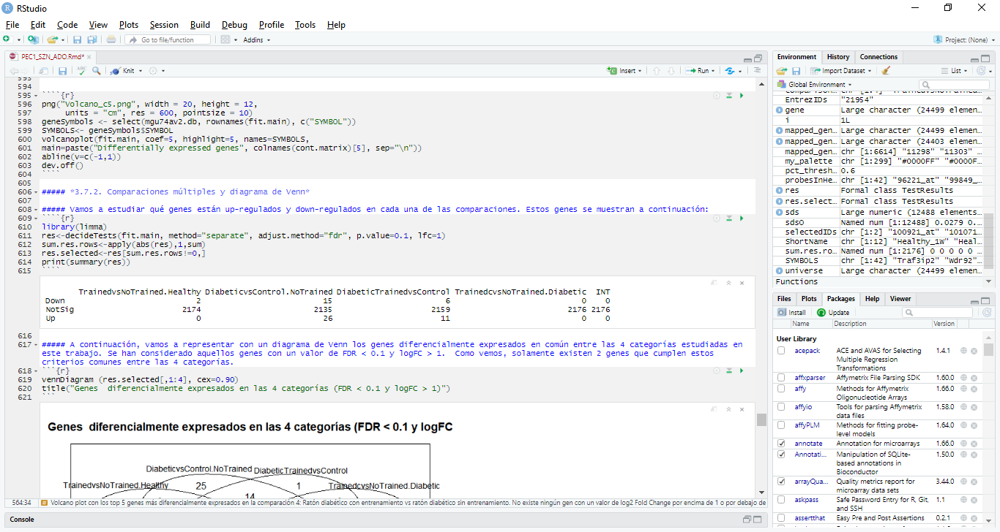 RStudio
File Edit Code View Plots Session Build Debug Profile Tools Help
Go to file/function Addins Project: (None)
PEC1_SZN_ADO.Rmd*
ABC Knit Insert Run
593
594
595 ````{r}
596 png("Volcano_c5.png", width = 20, height = 12,
597 units = "cm", res = 600, pointsize = 10)
598 geneSymbols <- select(mgu74av2.db, rownames(fit.main), c("SYMBOL"))
599 SYMBOLS<- geneSymbols$SYMBOL
600 volcanoplot(fit.main, coef=5, highlight=5, names=SYMBOLS,
601 main=paste("Differentially expressed genes", colnames(cont.matrix)[5], sep="\n"))
602 abline(v=c(-1,1))
603 dev.off()
604 ````
605
606 ##### *3.7.2. Comparaciones múltiples y diagrama de Venn*
607
608 ##### Vamos a estudiar qué genes están up-regulados y down-regulados en cada una de las comparaciones. Estos genes se muestran a continuación:
609 ````{r}
610 library(limma)
611 res<-decideTests(fit.main, method="separate", adjust.method="fdr", p.value=0.1, lfc=1)
612 sum.res.rows<-apply(abs(res),1,sum)
613 res.selected<-res[sum.res.rows!=0,]
614 print(summary(res))
615 ````
TrainedvsNoTrained.Healthy DiabeticvsControl.NoTrained DiabeticTrainedvsControl TrainedcvsNoTrained.Diabetic INT
Down 2 15 6 0 0
NotSig 2174 2135 2159 2176 2176
Up 0 26 11 0 0
616
617 ##### A continuación, vamos a representar con un diagrama de Venn los genes diferencialmente expresados en común entre las 4 categorías estudiadas en
este trabajo. Se han considerado aquellos genes con un valor de FDR < 0.1 y logFC > 1. Como vemos, solamente existen 2 genes que cumplen estos
criterios comunes entre las 4 categorías.
618 ```{r}
619 vennDiagram (res.selected[,1:4], cex=0.90)
620 title("Genes diferencialmente expresados en las 4 categorías (FDR < 0.1 y logFC > 1)")
621 ```
Genes diferencialmente expresados en las 4 categorías (FDR < 0.1 y logFC
DiabeticvsControl.NoTrained DiabeticTrainedvsControl
TrainedvsNoTrained.Healthy 25 1 TrainedcvsNoTrained.Diabetic
14
564:34 # Volcano plot con los top 5 genes más diferencialmente expresados en la comparación 4: Ratón diabético con entrenamiento vs ratón diabético sin entrenamiento. No existe ningún gen con un valor de log2 Fold Change por encima de 1 o por debajo de
Console
Environment History Connections
Import Dataset List
Global Environment
EntrezIDs "21954"
gene Large character (24499 elemen…
i 1L
mapped_gen… Large character (24499 elemen…
mapped_gen… Large character (24403 elemen…
mapped_gen… chr [1:6614] "11298" "11303" …
my_palette chr [1:299] "#0000FF" "#0000F…
pct_thresh… 0.6
probesInHe… chr [1:42] "96221_at" "99849_…
res Formal class TestResults
res.select… Formal class TestResults
sds Large numeric (12488 elements…
sdsO Named num [1:12488] 0.0279 0.…
selectedIDs chr [1:2] "100921_at" "101071…
ShortName chr [1:12] "Healthy_1W" "Heal…
sum.res.ro… Named num [1:2176] 0 0 0 0 0 …
SYMBOLS chr [1:42] "Traf3ip2" "Wdr92"…
universe Large character (24499 elemen…
Functions
Files Plots Packages Help Viewer
Install Update
Name Description Version
User Library
acepack ACE and AVAS for Selecting 1.4.1
Multiple Regression
Transformations
affxparser Affymetrix File Parsing SDK 1.60.0
affy Methods for Affymetrix 1.66.0
Oligonucleotide Arrays
affyio Tools for parsing Affymetrix 1.58.0
data files
affyPLM Methods for fitting probe- 1.64.0
level models
annotate Annotation for microarrays 1.66.0
Annotati… Manipulation of SQLite- 1.50.0
based annotations in
Bioconductor
arrayQua… Quality metrics report for 3.44.0
microarray data sets
askpass Safe Password Entry for R, Git, 1.1
and SSH
assertthat Easy Pre and Post Assertions 0.2.1